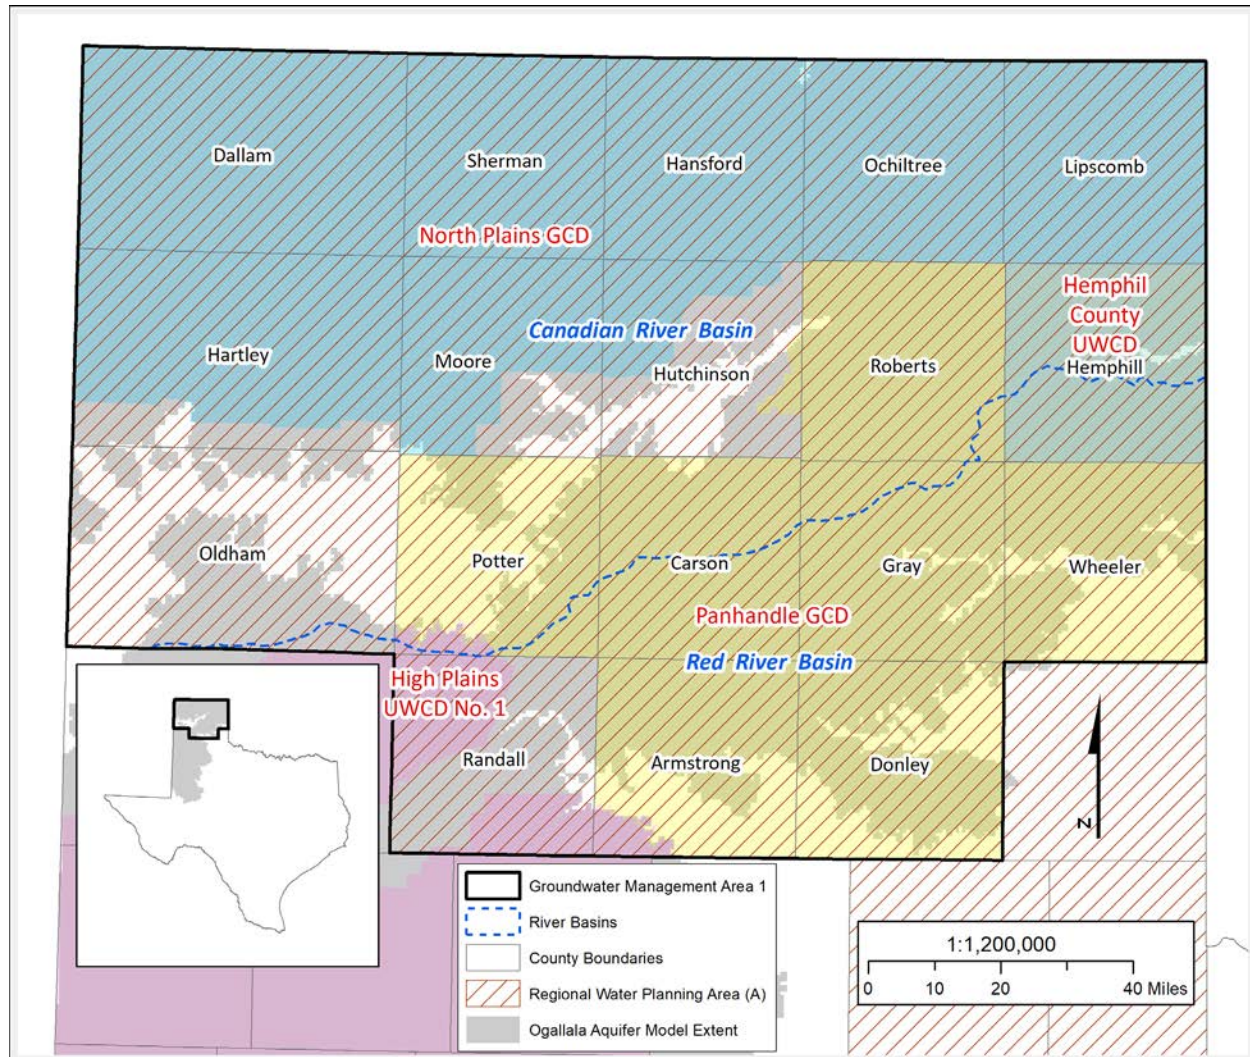 Dallam
Sherman
Hansford
Ochiltree
Lipscomb
North Plains GCD
Hemphil
County
UWCD
Hemphill
Canadian River Basin
Hartley
Moore
Hutchinson
Roberts
Oldham
Potter
Carson
Gray
Wheeler
Panhandle GCD
Red River Basin
High Plains
UWCD No. 1
Randall
Armstrong
Donley
N
Groundwater Management Area 1
River Basins
County Boundaries
Regional Water Planning Area (A)
Ogallala Aquifer Model Extent
1:1,200,000
0 10 20 40 Miles